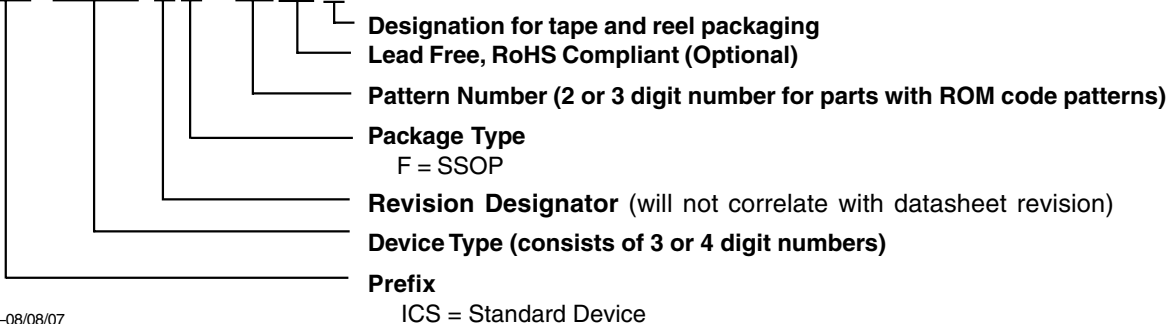 Designation for tape and reel packaging
Lead Free, RoHS Compliant (Optional)
Pattern Number (2 or 3 digit number for parts with ROM code patterns)
Package Type
F = SSOP
Revision Designator (will not correlate with datasheet revision)
Device Type (consists of 3 or 4 digit numbers)
Prefix
ICS = Standard Device
–08/08/07